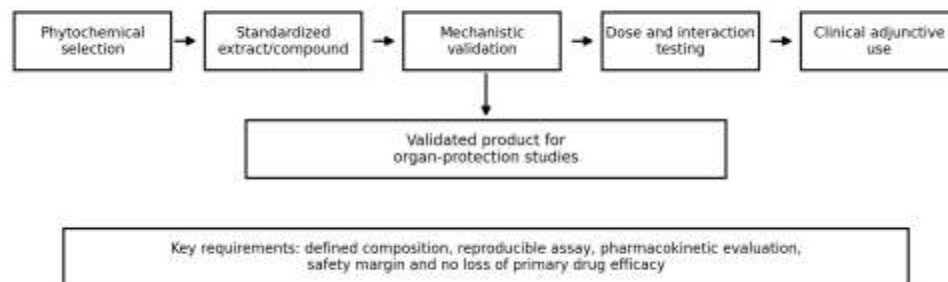 Phytochemical
selection
Standardized
extract/compound
Mechanistic
validation
Dose and interaction
testing
Clinical adjunctive
use
Validated product for
organ-protection studies
Key requirements: defined composition, reproducible assay, pharmacokinetic evaluation,
safety margin and no loss of primary drug efficacy